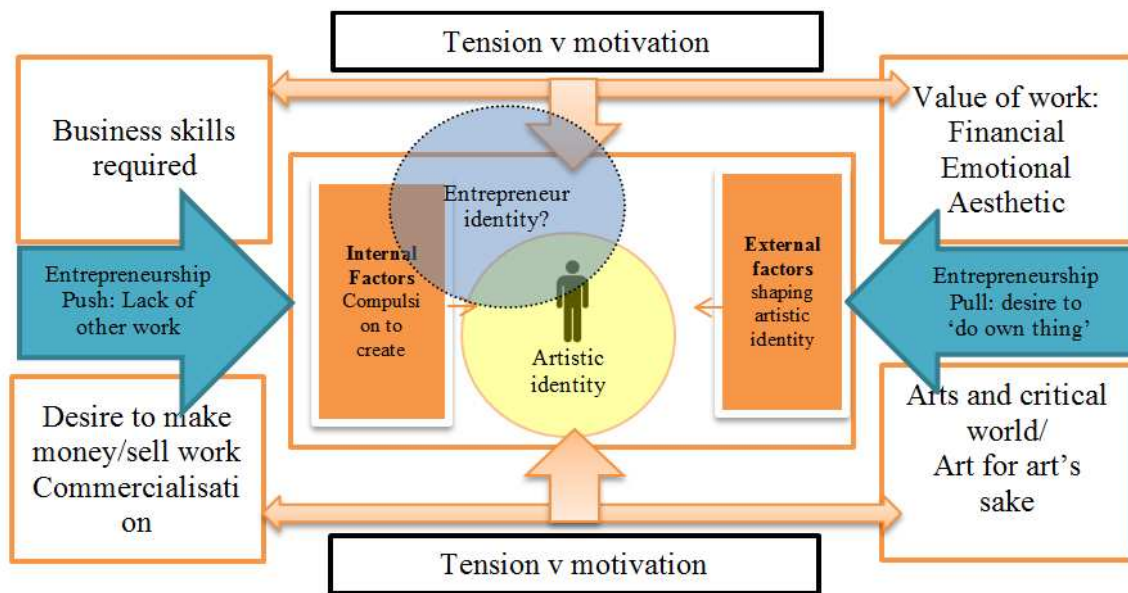 Tension v motivation
Business skills
required
Value of work:
Financial
Emotional
Aesthetic
Entrepreneur
identity?
Internal
Factors
Compulsi
on to
create
External
factors
shaping
artistic
identity
Entrepreneurship
Push: Lack of
other work
Entrepreneurship
Pull: desire to
‘do own thing’
Artistic
identity
Desire to make
money/sell work
Commercialisati
on
Arts and critical
world/
Art for art’s
sake
Tension v motivation